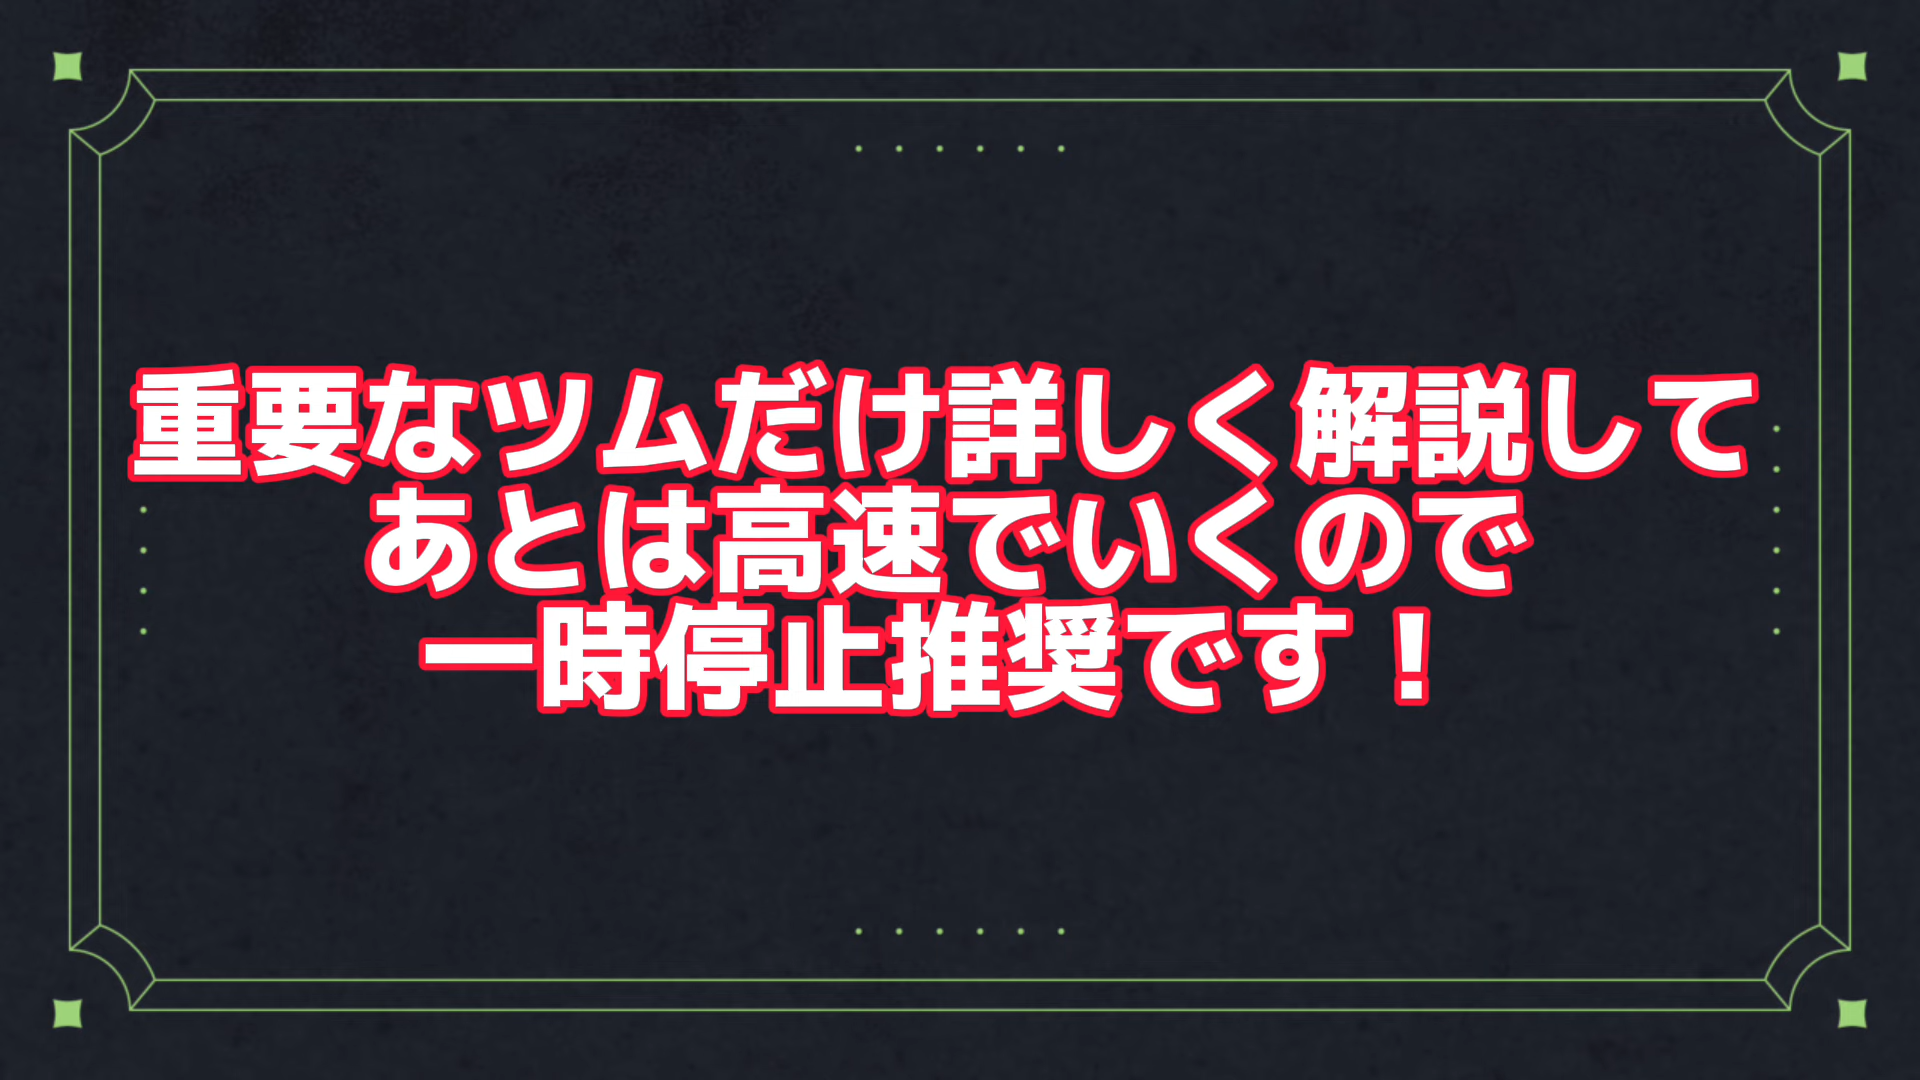 重要なツムだけ詳しく解説して
あとは高速でいくので
一時停止推奨です！